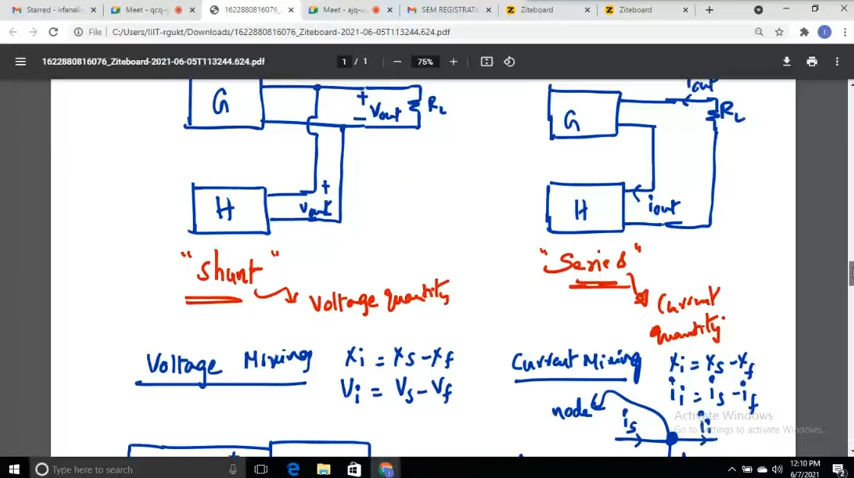 Starred - irfanalie
Meet - qcq-
1622880816076_
Meet - ajq-
SEM REGISTRATI
Ziteboard
Ziteboard
File
C:/Users/IIIT-rgukt/Downloads/1622880816076_Ziteboard-2021-06-05T113244.624.pdf
1622880816076_Ziteboard-2021-06-05T113244.624.pdf
1 / 1
75%
G
+
Vout
-
RL
iout
G
RL
H
+
Vout
H
iout
"Shunt"
Voltage quantity
"Series"
Current
quantity
Voltage Mixing
xi = xs - xf
Vi = Vs - Vf
Current Mixing
xi = xs - xf
ii = is - if
node
is
ii
Activate Windows
Go to Settings to activate Windows.
Type here to search
12:10 PM
6/7/2021